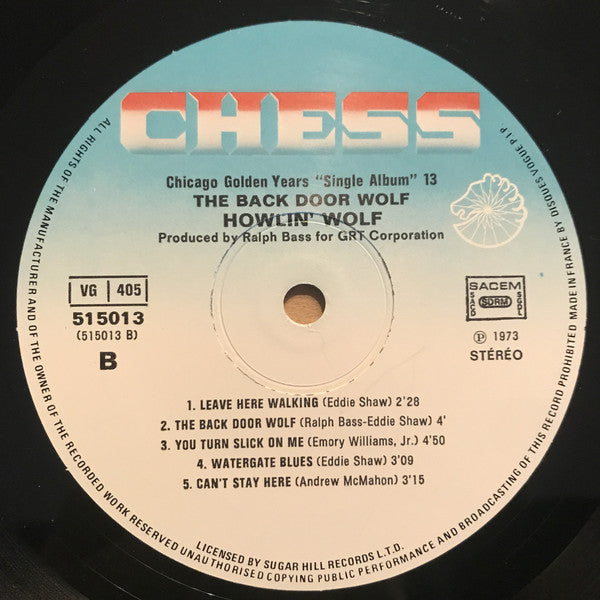 CHESS
Chicago Golden Years "Single Album" 13
THE BACK DOOR WOLF
HOWLIN' WOLF
Produced by Ralph Bass for GRT Corporation
VG 405
515013
(515013 B)
B
SACEM
SACD SDRM SGDL
Ⓟ 1973
STÉRÉO
1. LEAVE HERE WALKING (Eddie Shaw) 2'28
2. THE BACK DOOR WOLF (Ralph Bass-Eddie Shaw) 4'
3. YOU TURN SLICK ON ME (Emory Williams, Jr.) 4'50
4. WATERGATE BLUES (Eddie Shaw) 3'09
5. CAN'T STAY HERE (Andrew McMahon) 3'15
LICENSED BY SUGAR HILL RECORDS L.T.D.
ALL RIGHTS OF THE MANUFACTURER AND OF THE OWNER OF THE RECORDED WORK RESERVED UNAUTHORISED COPYING PUBLIC PERFORMANCE AND BROADCASTING OF THIS RECORD PROHIBITED MADE IN FRANCE BY DISQUES VOGUE P I P